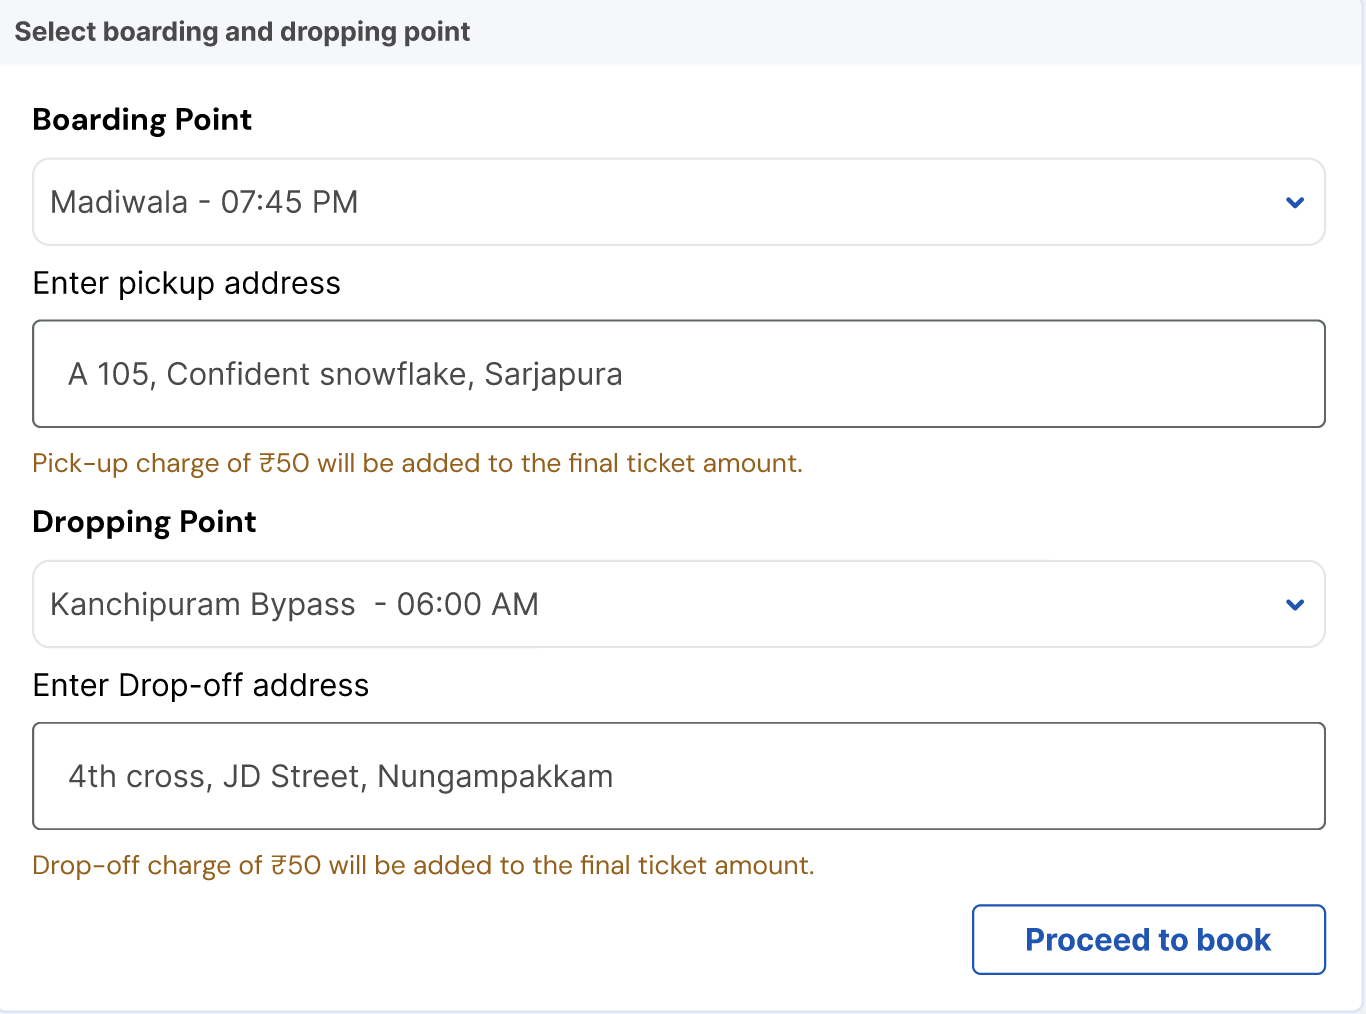 Select boarding and dropping point
Boarding Point
Madiwala - 07:45 PM
Enter pickup address
A 105, Confident snowflake, Sarjapura
Pick-up charge of ₹50 will be added to the final ticket amount.
Dropping Point
Kanchipuram Bypass  - 06:00 AM
Enter Drop-off address
4th cross, JD Street, Nungampakkam
Drop-off charge of ₹50 will be added to the final ticket amount.
Proceed to book